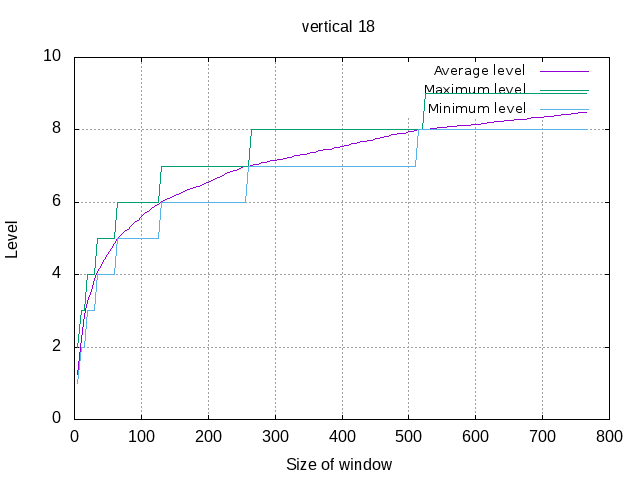 vertical 18
10
8
6
4
2
0
Level
Average level
Maximum level
Minimum level
0 100 200 300 400 500 600 700 800
Size of window